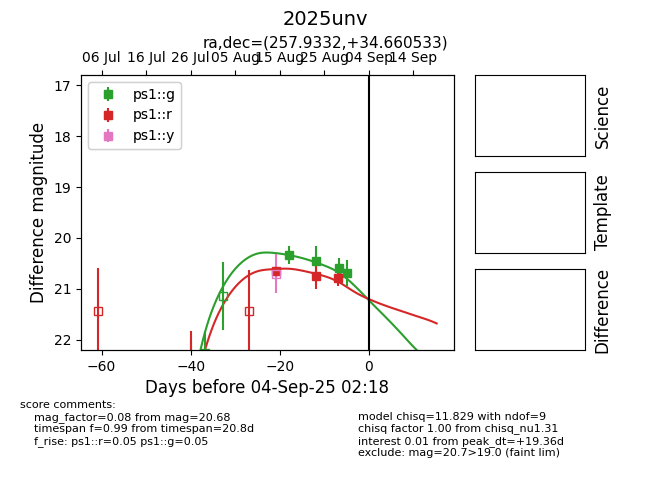 2025unv
ra,dec=(257.9332,+34.660533)
06 Jul 16 Jul 26 Jul 05 Aug 15 Aug 25 Aug 04 Sep 14 Sep
ps1::g
ps1::r
ps1::y
17
18
19
20
21
22
Difference magnitude
−60 −40 −20 0
Days before 04-Sep-25 02:18
Science
Template
Difference
score comments:
mag_factor=0.08 from mag=20.68
timespan f=0.99 from timespan=20.8d
f_rise: ps1::r=0.05 ps1::g=0.05
model chisq=11.829 with ndof=9
chisq factor 1.00 from chisq_nu1.31
interest 0.01 from peak_dt=+19.36d
exclude: mag=20.7>19.0 (faint lim)